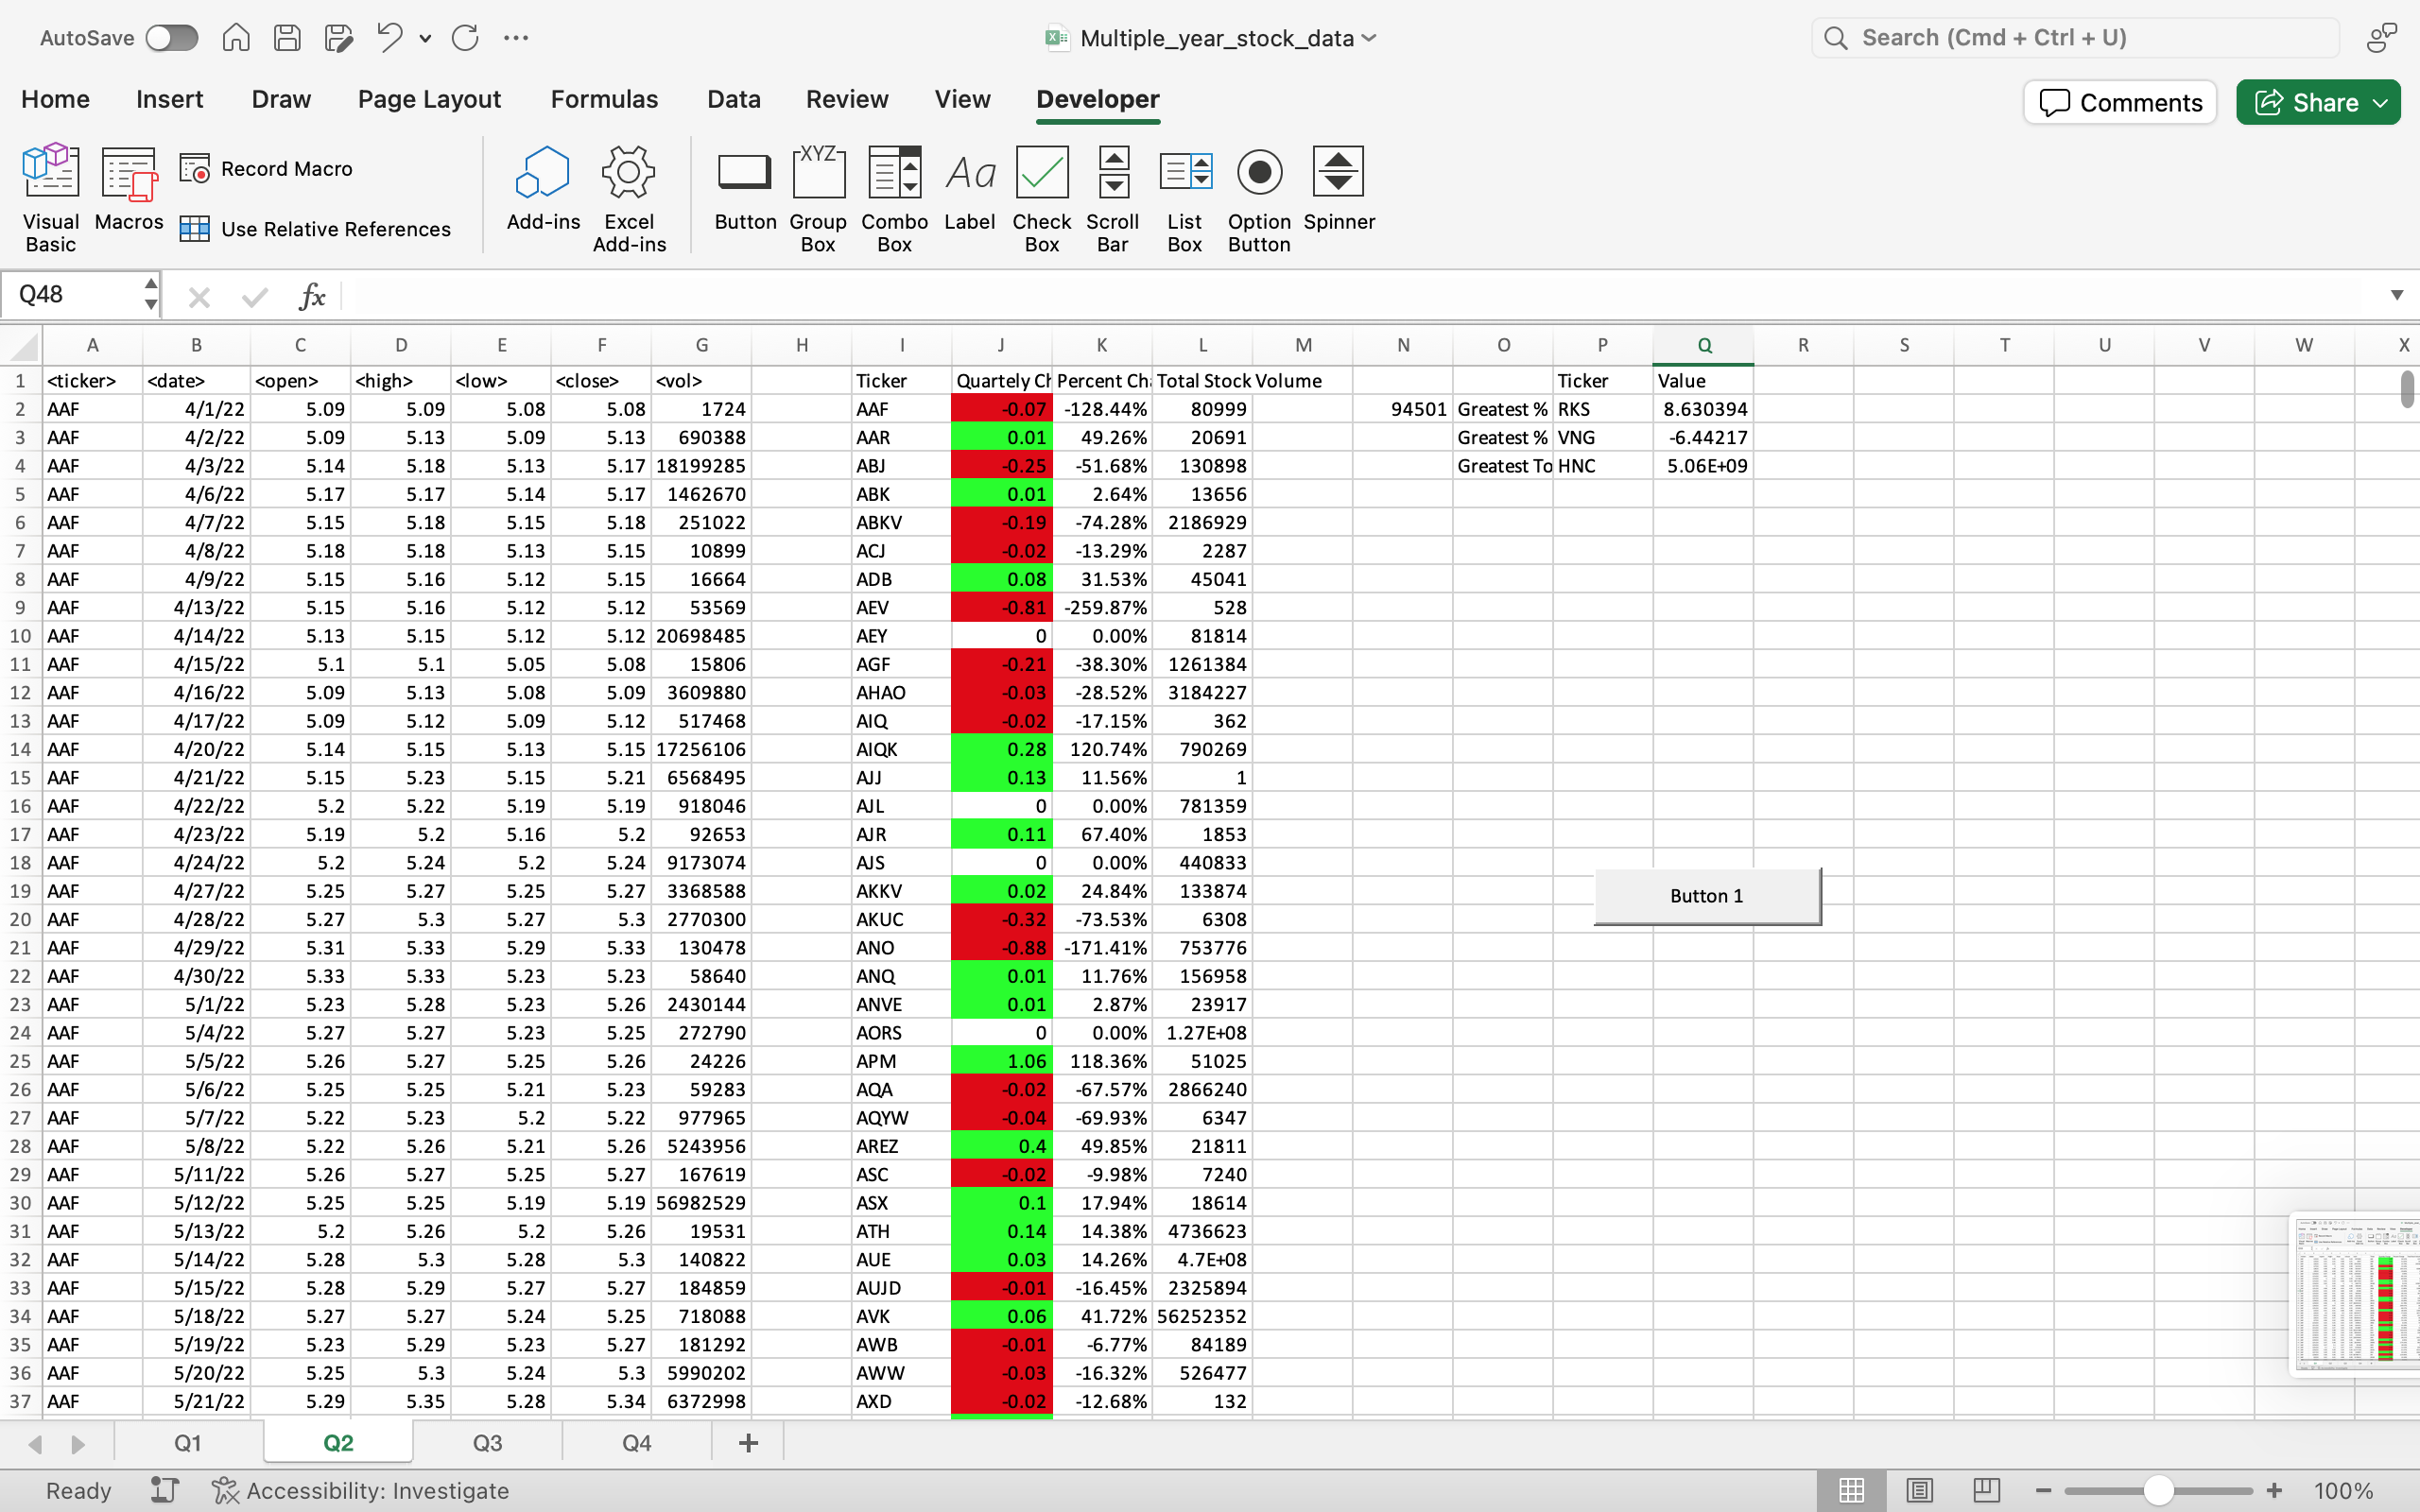 AutoSave Multiple_year_stock_data Search (Cmd + Ctrl + U)
Home Insert Draw Page Layout Formulas Data Review View Developer Comments Share
Record Macro XYZ Aa
Visual Basic Macros Use Relative References Add-ins Excel Add-ins Button Group Box Combo Box Label Check Box Scroll Bar List Box Option Button Spinner
Q48 fx
A B C D E F G H I J K L M N O P Q R S T U V W X
1 <ticker> <date> <open> <high> <low> <close> <vol> Ticker Quartely Ch Percent Cha Total Stock Volume Ticker Value
2 AAF 4/1/22 5.09 5.09 5.08 5.08 1724 AAF -0.07 -128.44% 80999 94501 Greatest % RKS 8.630394
3 AAF 4/2/22 5.09 5.13 5.09 5.13 690388 AAR 0.01 49.26% 20691 Greatest % VNG -6.44217
4 AAF 4/3/22 5.14 5.18 5.13 5.17 18199285 ABJ -0.25 -51.68% 130898 Greatest To HNC 5.06E+09
5 AAF 4/6/22 5.17 5.17 5.14 5.17 1462670 ABK 0.01 2.64% 13656
6 AAF 4/7/22 5.15 5.18 5.15 5.18 251022 ABKV -0.19 -74.28% 2186929
7 AAF 4/8/22 5.18 5.18 5.13 5.15 10899 ACJ -0.02 -13.29% 2287
8 AAF 4/9/22 5.15 5.16 5.12 5.15 16664 ADB 0.08 31.53% 45041
9 AAF 4/13/22 5.15 5.16 5.12 5.12 53569 AEV -0.81 -259.87% 528
10 AAF 4/14/22 5.13 5.15 5.12 5.12 20698485 AEY 0 0.00% 81814
11 AAF 4/15/22 5.1 5.1 5.05 5.08 15806 AGF -0.21 -38.30% 1261384
12 AAF 4/16/22 5.09 5.13 5.08 5.09 3609880 AHAO -0.03 -28.52% 3184227
13 AAF 4/17/22 5.09 5.12 5.09 5.12 517468 AIQ -0.02 -17.15% 362
14 AAF 4/20/22 5.14 5.15 5.13 5.15 17256106 AIQK 0.28 120.74% 790269
15 AAF 4/21/22 5.15 5.23 5.15 5.21 6568495 AJJ 0.13 11.56% 1
16 AAF 4/22/22 5.2 5.22 5.19 5.19 918046 AJL 0 0.00% 781359
17 AAF 4/23/22 5.19 5.2 5.16 5.2 92653 AJR 0.11 67.40% 1853
18 AAF 4/24/22 5.2 5.24 5.2 5.24 9173074 AJS 0 0.00% 440833
19 AAF 4/27/22 5.25 5.27 5.25 5.27 3368588 AKKV 0.02 24.84% 133874 Button 1
20 AAF 4/28/22 5.27 5.3 5.27 5.3 2770300 AKUC -0.32 -73.53% 6308
21 AAF 4/29/22 5.31 5.33 5.29 5.33 130478 ANO -0.88 -171.41% 753776
22 AAF 4/30/22 5.33 5.33 5.23 5.23 58640 ANQ 0.01 11.76% 156958
23 AAF 5/1/22 5.23 5.28 5.23 5.26 2430144 ANVE 0.01 2.87% 23917
24 AAF 5/4/22 5.27 5.27 5.23 5.25 272790 AORS 0 0.00% 1.27E+08
25 AAF 5/5/22 5.26 5.27 5.25 5.26 24226 APM 1.06 118.36% 51025
26 AAF 5/6/22 5.25 5.25 5.21 5.23 59283 AQA -0.02 -67.57% 2866240
27 AAF 5/7/22 5.22 5.23 5.2 5.22 977965 AQYW -0.04 -69.93% 6347
28 AAF 5/8/22 5.22 5.26 5.21 5.26 5243956 AREZ 0.4 49.85% 21811
29 AAF 5/11/22 5.26 5.27 5.25 5.27 167619 ASC -0.02 -9.98% 7240
30 AAF 5/12/22 5.25 5.25 5.19 5.19 56982529 ASX 0.1 17.94% 18614
31 AAF 5/13/22 5.2 5.26 5.2 5.26 19531 ATH 0.14 14.38% 4736623
32 AAF 5/14/22 5.28 5.3 5.28 5.3 140822 AUE 0.03 14.26% 4.7E+08
33 AAF 5/15/22 5.28 5.29 5.27 5.27 184859 AUJD -0.01 -16.45% 2325894
34 AAF 5/18/22 5.27 5.27 5.24 5.25 718088 AVK 0.06 41.72% 56252352
35 AAF 5/19/22 5.23 5.29 5.23 5.27 181292 AWB -0.01 -6.77% 84189
36 AAF 5/20/22 5.25 5.3 5.24 5.3 5990202 AWW -0.03 -16.32% 526477
37 AAF 5/21/22 5.29 5.35 5.28 5.34 6372998 AXD -0.02 -12.68% 132
Q1 Q2 Q3 Q4 +
Ready Accessibility: Investigate 100%